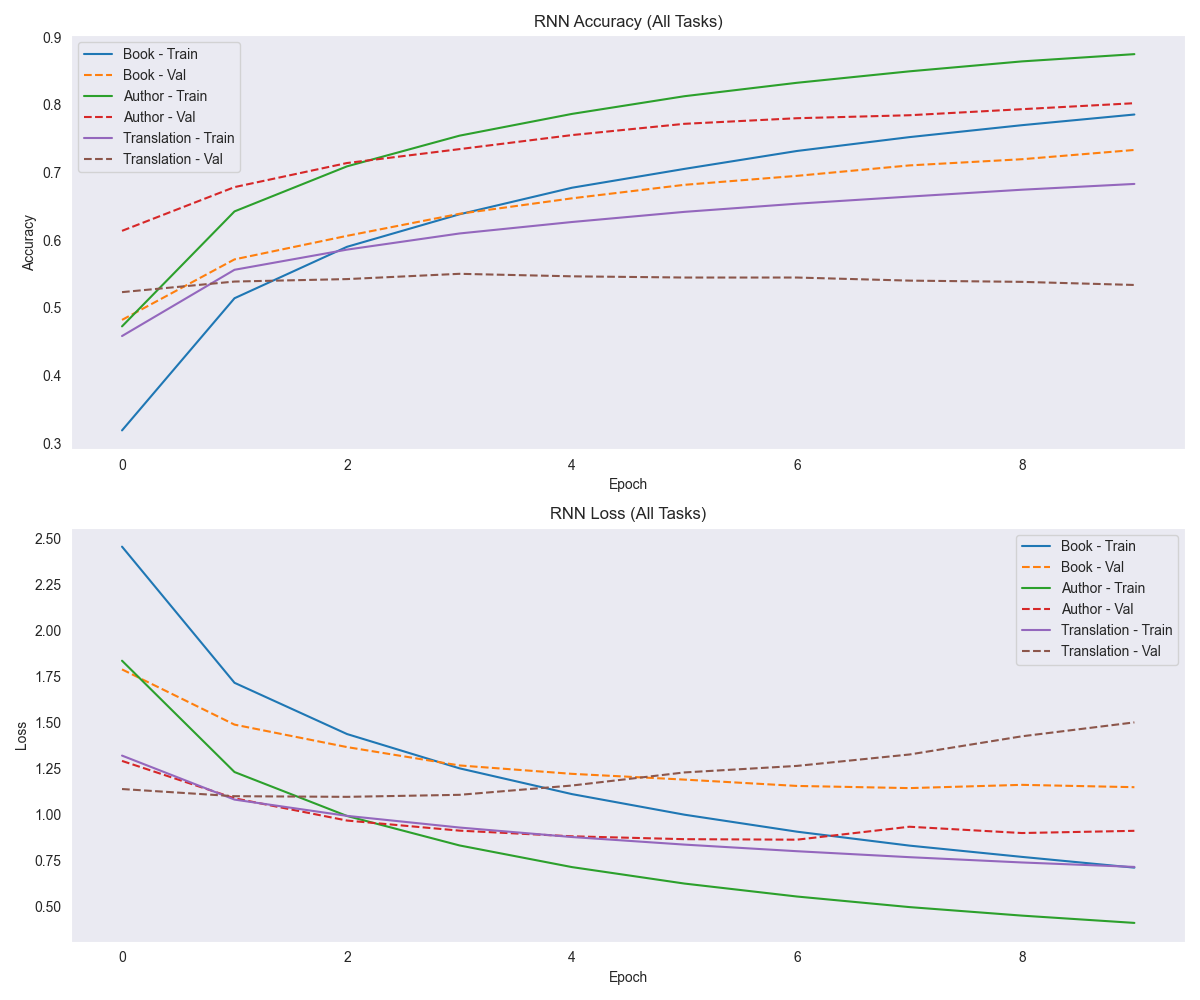 RNN Accuracy (All Tasks)
0.9
0.8
0.7
0.6
0.5
0.4
0.3
Accuracy
Book - Train
Book - Val
Author - Train
Author - Val
Translation - Train
Translation - Val
0 2 4 6 8
Epoch
RNN Loss (All Tasks)
2.50
2.25
2.00
1.75
1.50
1.25
1.00
0.75
0.50
Loss
Book - Train
Book - Val
Author - Train
Author - Val
Translation - Train
Translation - Val
0 2 4 6 8
Epoch